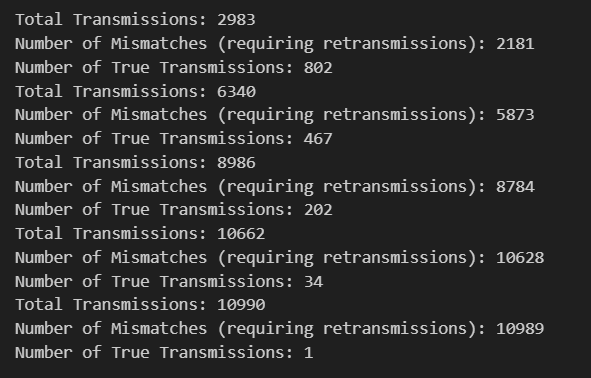 Total Transmissions: 2983
Number of Mismatches (requiring retransmissions): 2181
Number of True Transmissions: 802
Total Transmissions: 6340
Number of Mismatches (requiring retransmissions): 5873
Number of True Transmissions: 467
Total Transmissions: 8986
Number of Mismatches (requiring retransmissions): 8784
Number of True Transmissions: 202
Total Transmissions: 10662
Number of Mismatches (requiring retransmissions): 10628
Number of True Transmissions: 34
Total Transmissions: 10990
Number of Mismatches (requiring retransmissions): 10989
Number of True Transmissions: 1